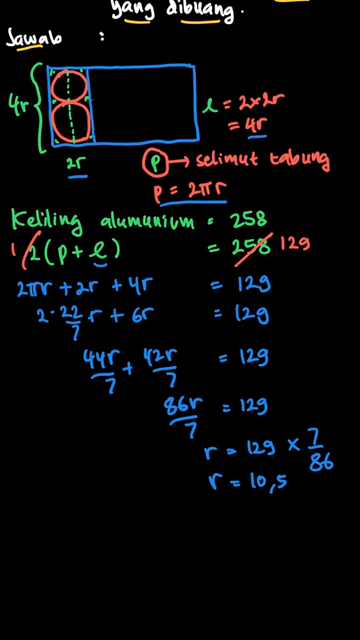 yang dibuang.
Jawab :
4r
l = 2×2r
= 4r
2r
P → selimut tabung
P = 2πr
Keliling alumunium = 258
1 2(p + l) = 258 129
2πr + 2r + 4r = 129
2·22/7 r + 6r = 129
44r/7 + 42r/7 = 129
86r/7 = 129
r = 129 × 7/86
r = 10,5